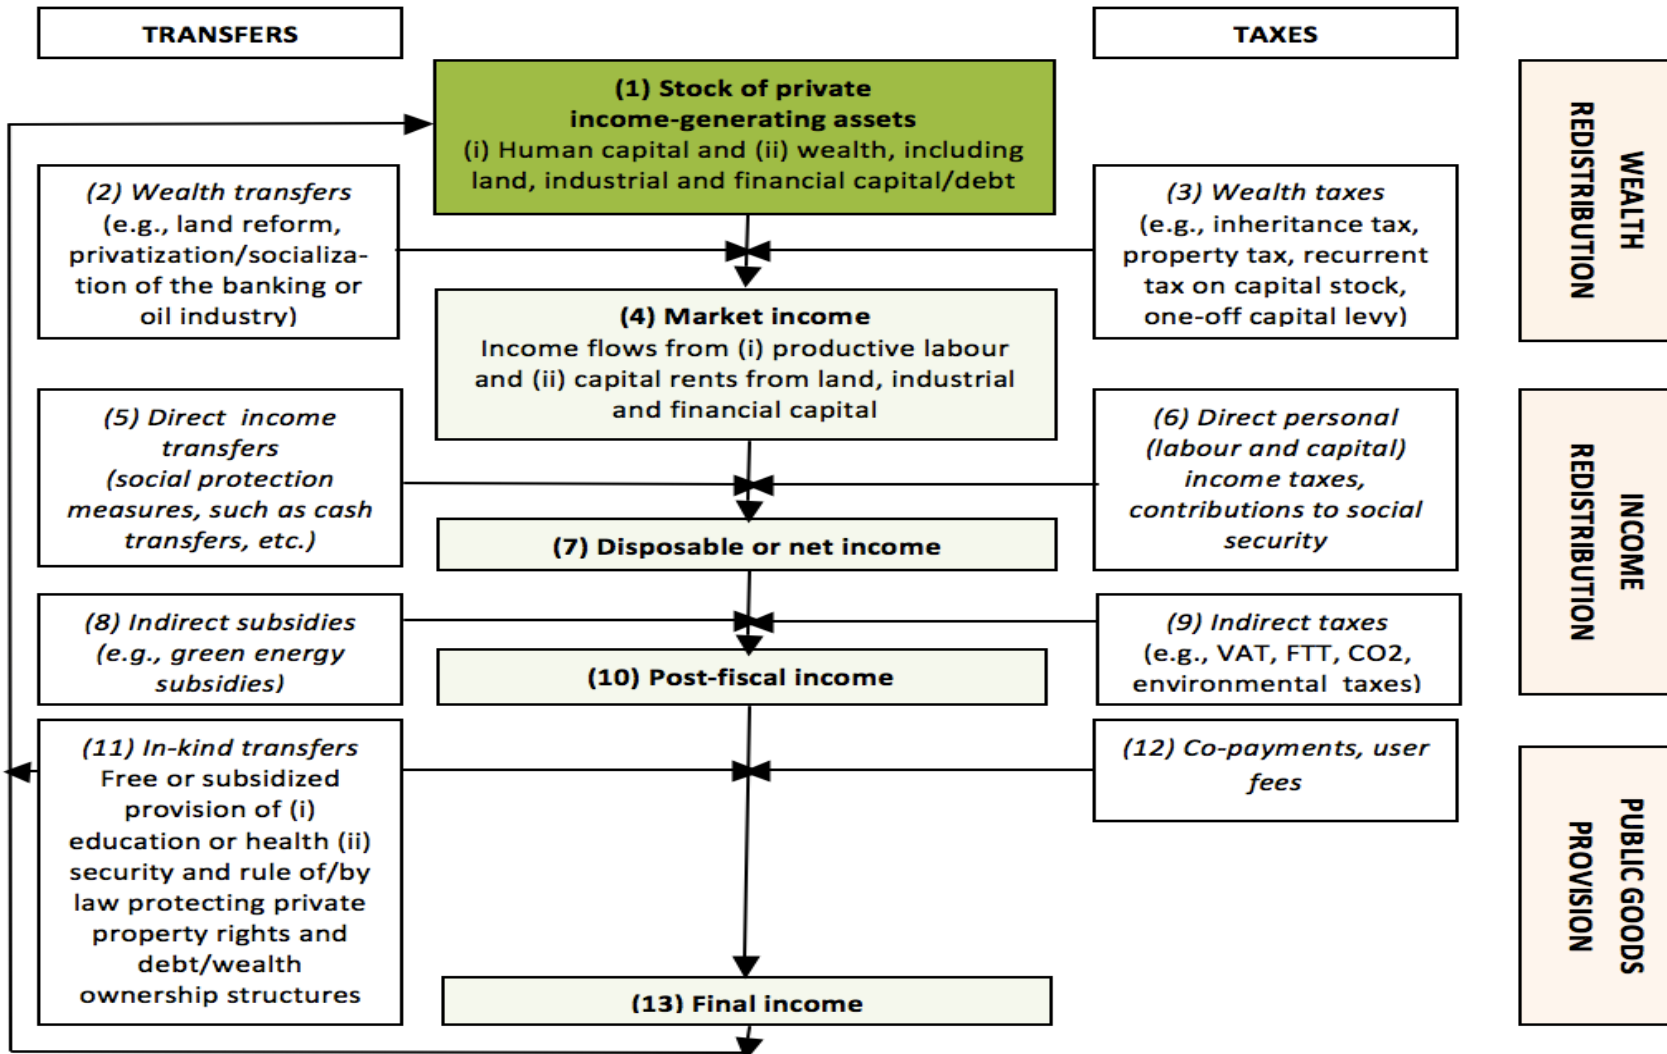 TRANSFERS
TAXES
(1) Stock of private
income-generating assets
(i) Human capital and (ii) wealth, including
land, industrial and financial capital/debt
(2) Wealth transfers
(e.g., land reform,
privatization/socializa-
tion of the banking or
oil industry)
(3) Wealth taxes
(e.g., inheritance tax,
property tax, recurrent
tax on capital stock,
one-off capital levy)
WEALTH
REDISTRIBUTION
(4) Market income
Income flows from (i) productive labour
and (ii) capital rents from land, industrial
and financial capital
(5) Direct income
transfers
(social protection
measures, such as cash
transfers, etc.)
(6) Direct personal
(labour and capital)
income taxes,
contributions to social
security
INCOME
REDISTRIBUTION
(7) Disposable or net income
(8) Indirect subsidies
(e.g., green energy
subsidies)
(9) Indirect taxes
(e.g., VAT, FTT, CO2,
environmental taxes)
(10) Post-fiscal income
(11) In-kind transfers
Free or subsidized
provision of (i)
education or health (ii)
security and rule of/by
law protecting private
property rights and
debt/wealth
ownership structures
(12) Co-payments, user
fees
PUBLIC GOODS
PROVISION
(13) Final income